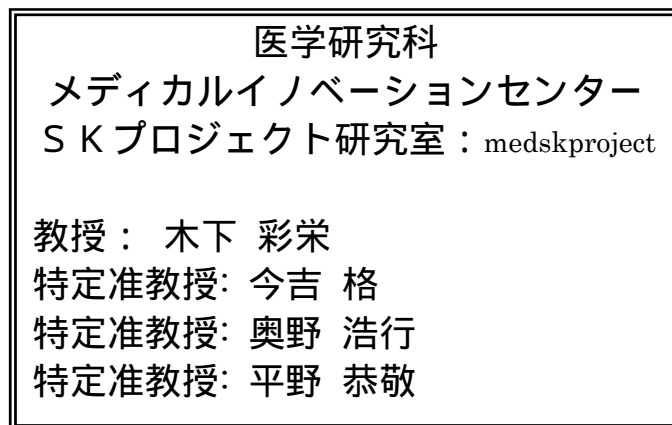 医学研究科
メディカルイノベーションセンター
ＳＫプロジェクト研究室：medskproject
教授： 木下 彩栄
特定准教授: 今吉 格
特定准教授: 奥野 浩行
特定准教授: 平野 恭敬